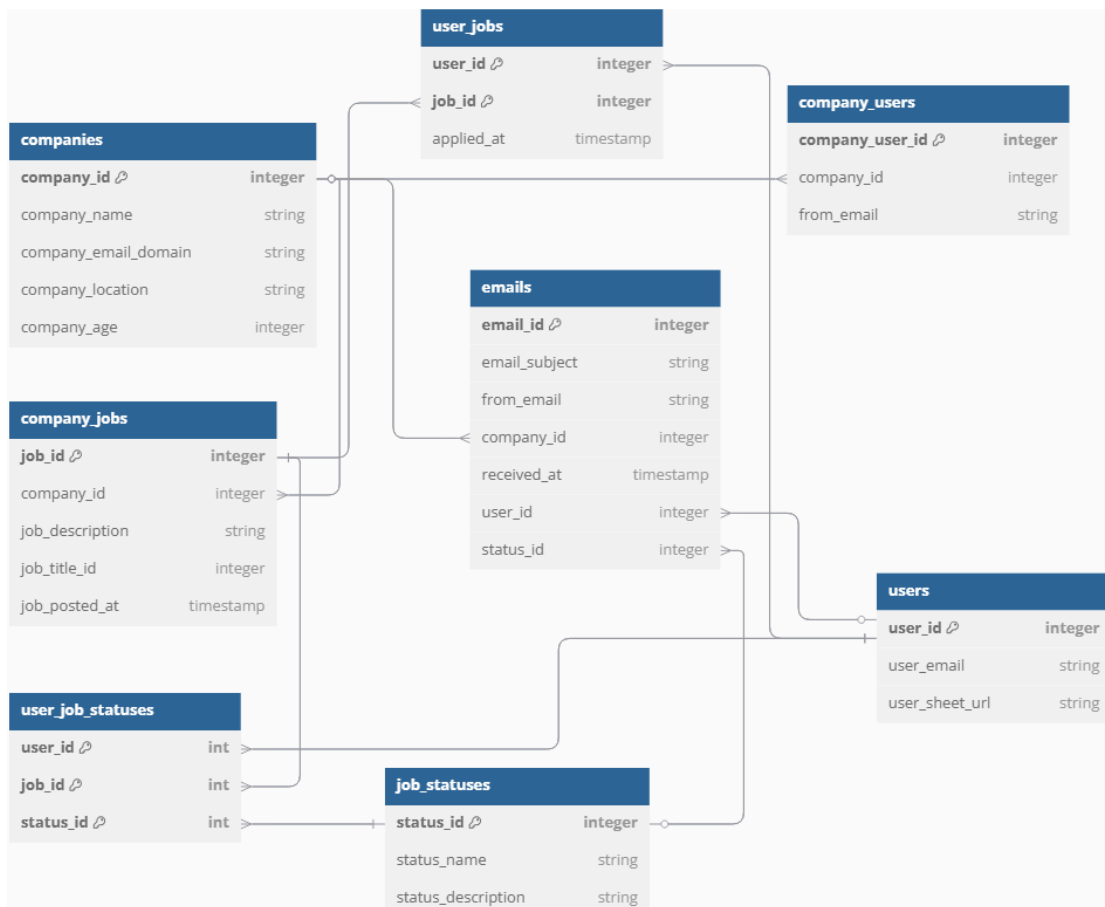 user_jobs
user_id integer
job_id integer
applied_at timestamp
company_users
company_user_id integer
company_id integer
from_email string
companies
company_id integer
company_name string
company_email_domain string
company_location string
company_age integer
emails
email_id integer
email_subject string
from_email string
company_id integer
received_at timestamp
user_id integer
status_id integer
company_jobs
job_id integer
company_id integer
job_description string
job_title_id integer
job_posted_at timestamp
users
user_id integer
user_email string
user_sheet_url string
user_job_statuses
user_id int
job_id int
status_id int
job_statuses
status_id integer
status_name string
status_description string